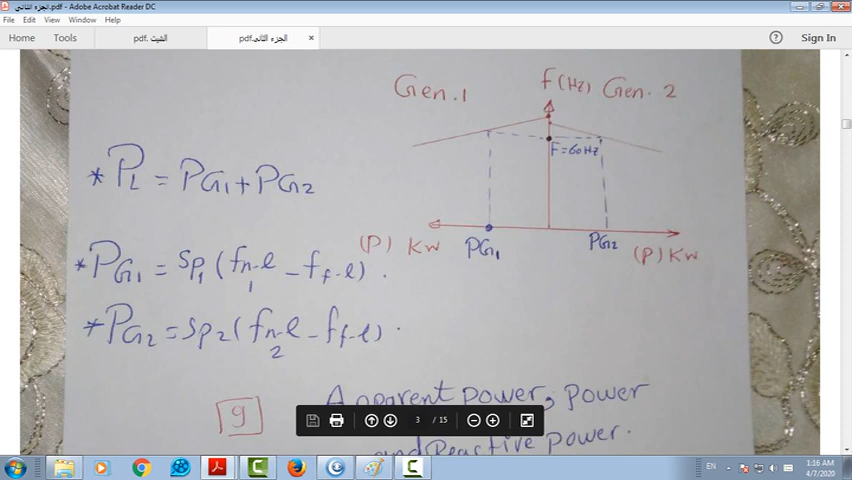 الجزء الثاني.pdf - Adobe Acrobat Reader DC
File Edit View Window Help
Home Tools الشيت .pdf الجزء الثاني.pdf × ? Sign In
Gen.1 f(Hz) Gen. 2
F=60Hz
* PL = PG1 + PG2
(P) Kw PG1 PG2 (P) Kw
* PG1 = SP1 (fn-l1 - ff-l) .
* PG2 = SP2 (fn-l2 - ff-l) .
9
Apparent power, power
and Reactive power.
3 / 15
EN 1:16 AM
4/7/2020